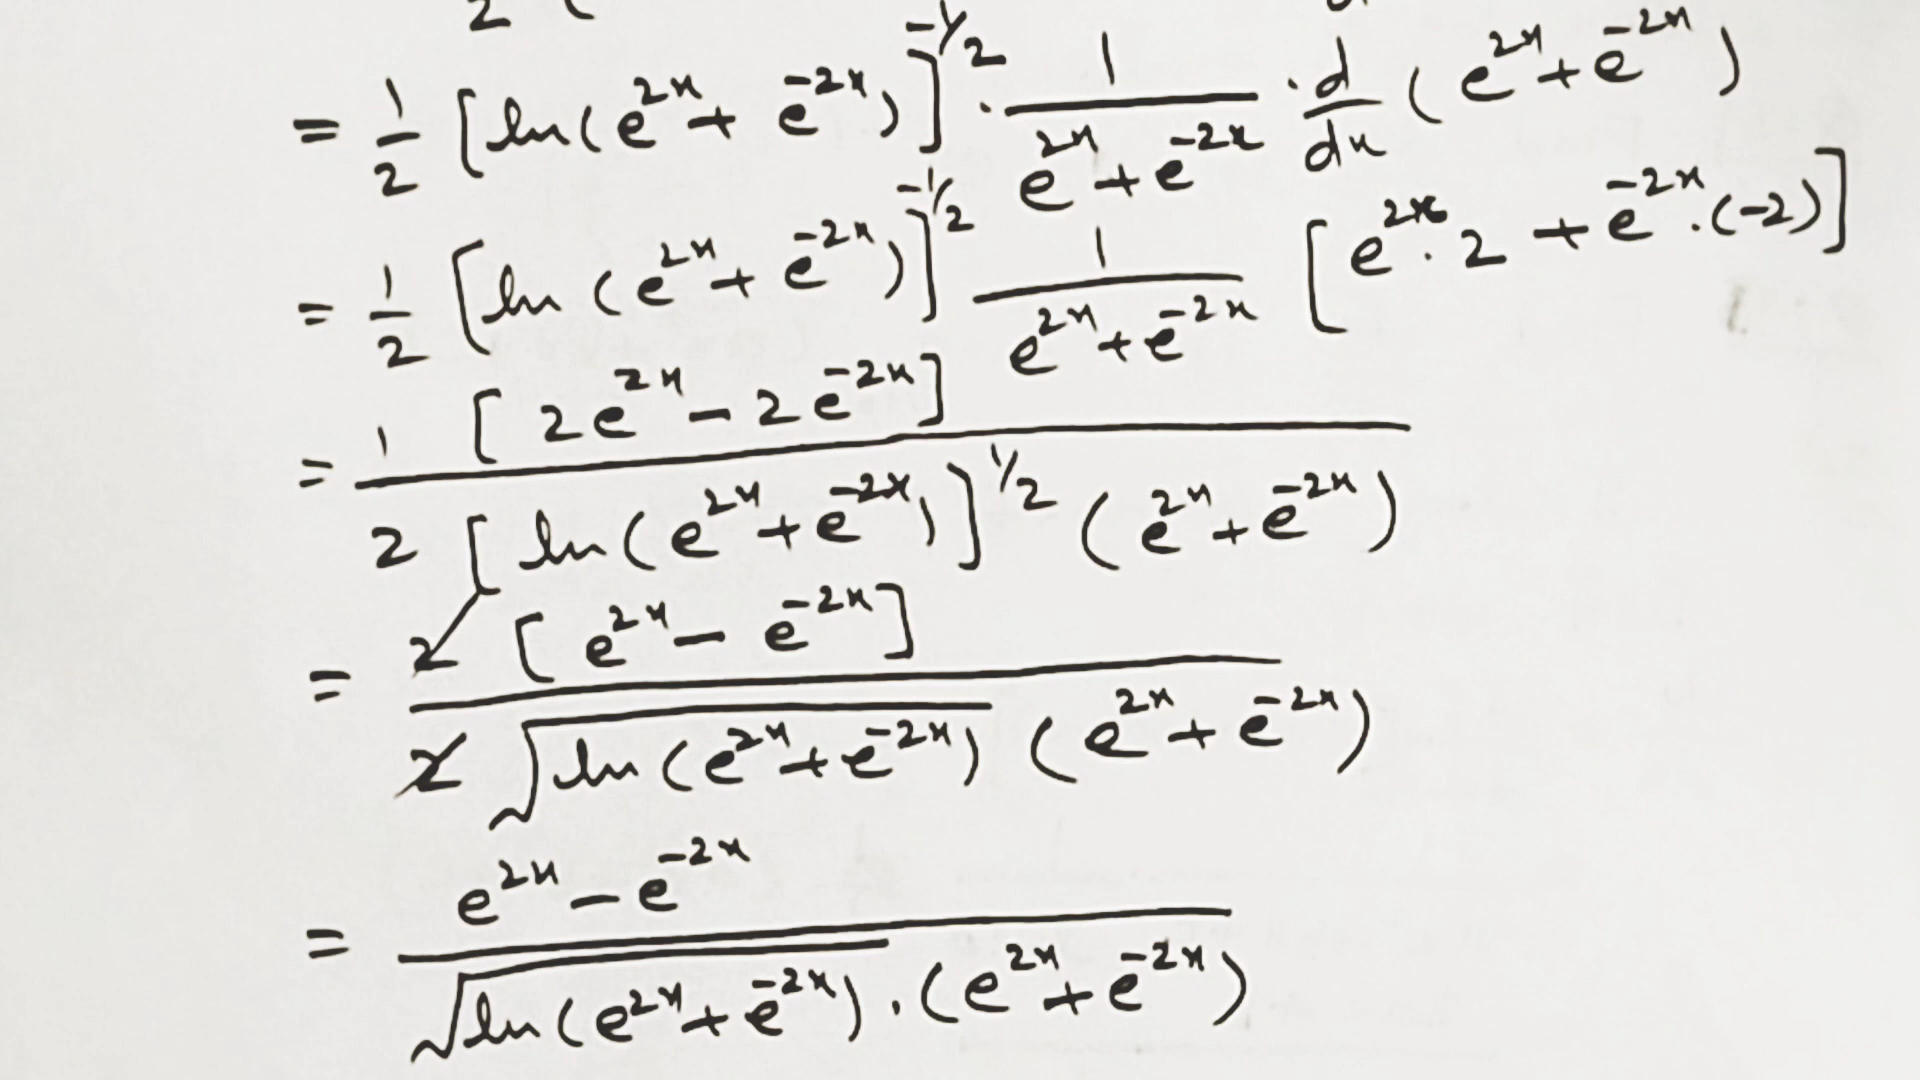 = 1/2 [ln(e^{2x} + e^{-2x})]^{-1/2} · 1/(e^{2x} + e^{-2x}) · d/dx (e^{2x} + e^{-2x})
= 1/2 [ln(e^{2x} + e^{-2x})]^{-1/2} 1/(e^{2x} + e^{-2x}) [e^{2x} · 2 + e^{-2x} · (-2)]
= 1 [2e^{2x} - 2e^{-2x}] / 2 [ln(e^{2x} + e^{-2x})]^{1/2} (e^{2x} + e^{-2x})
= 2 [e^{2x} - e^{-2x}] / 2 √ln(e^{2x} + e^{-2x}) (e^{2x} + e^{-2x})
= e^{2x} - e^{-2x} / √ln(e^{2x} + e^{-2x}) · (e^{2x} + e^{-2x})